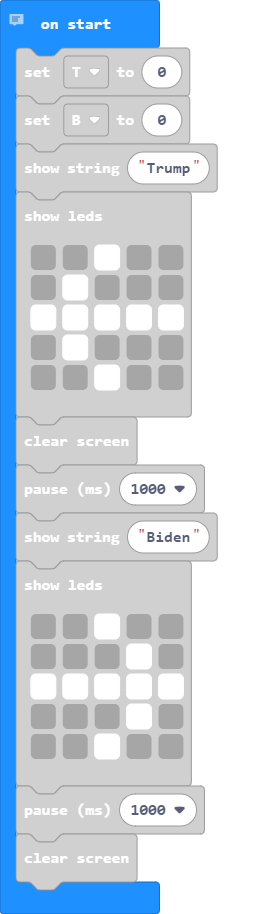 on start
set T to 0
set B to 0
show string "Trump"
show leds
clear screen
pause (ms) 1000
show string "Biden"
show leds
pause (ms) 1000
clear screen